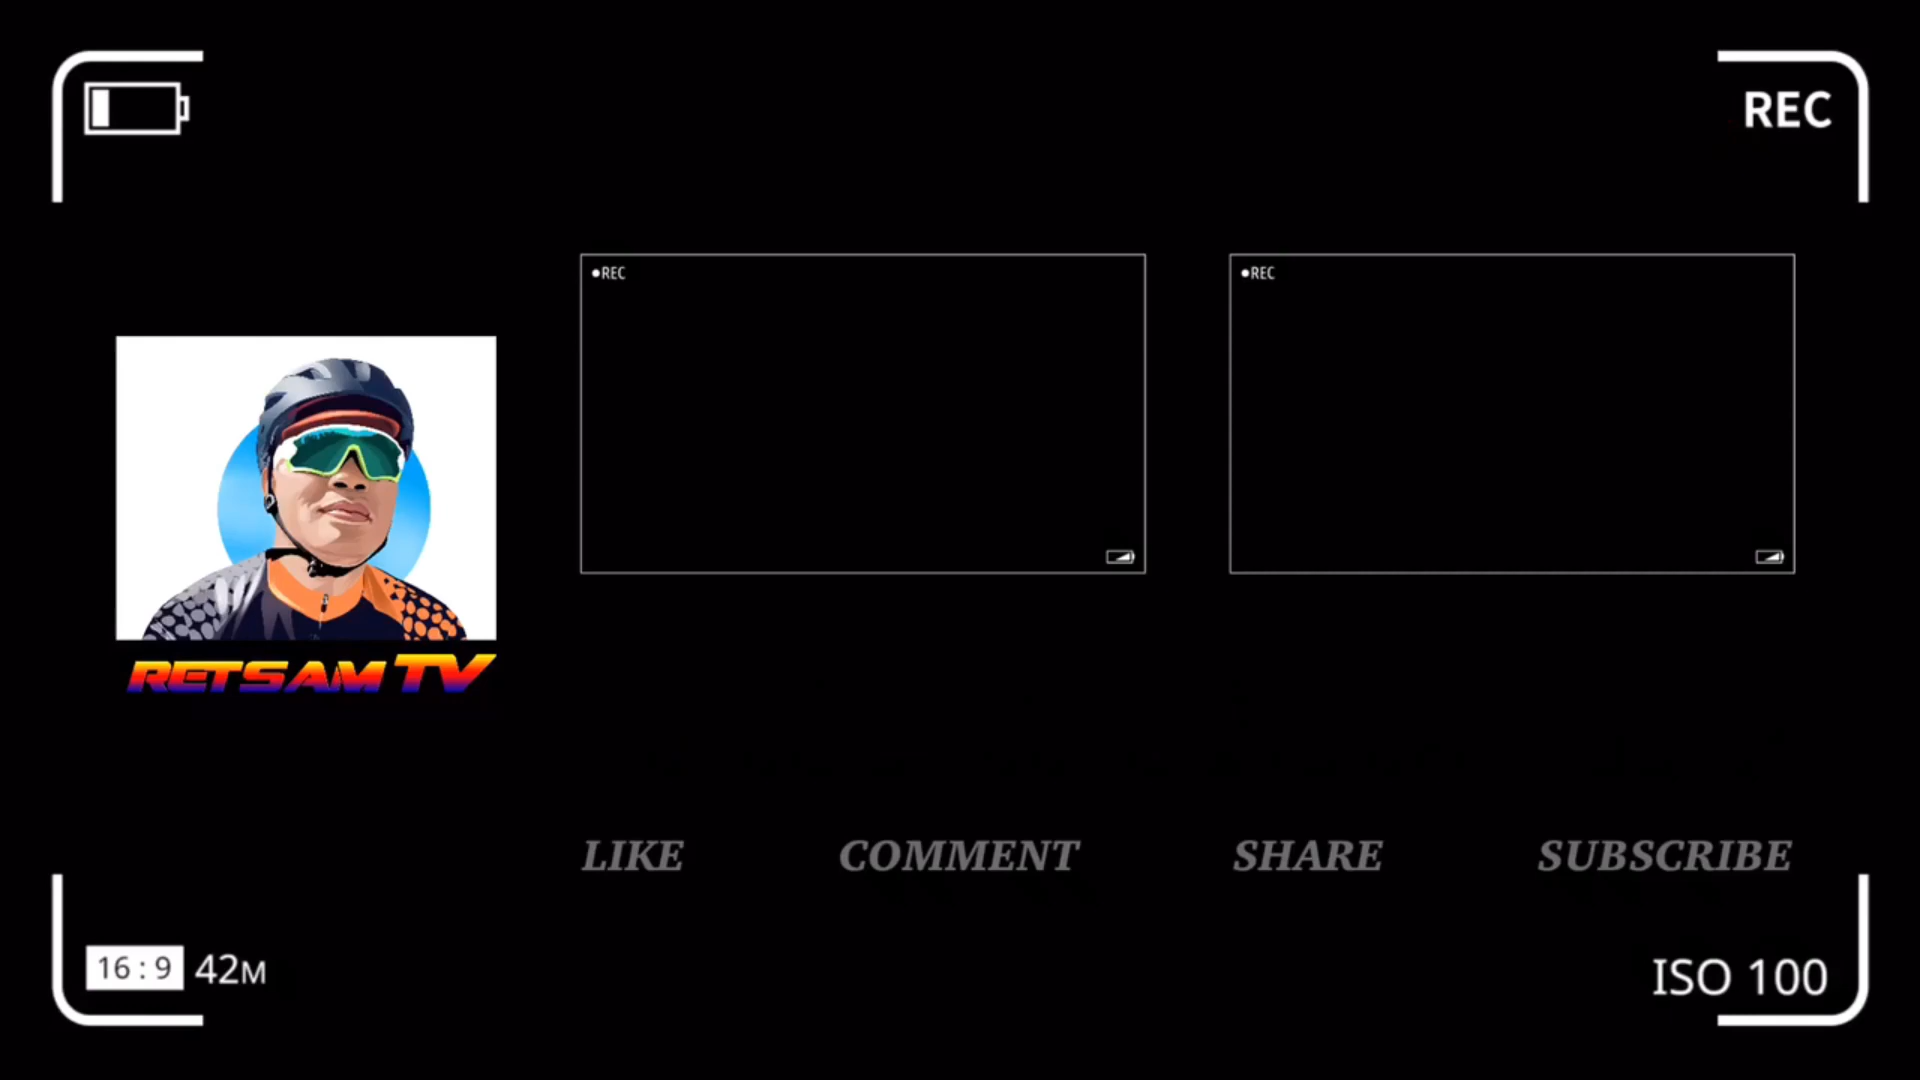 REC
●REC
●REC
RETSAM TV
LIKE COMMENT SHARE SUBSCRIBE
16:9 42M
ISO 100